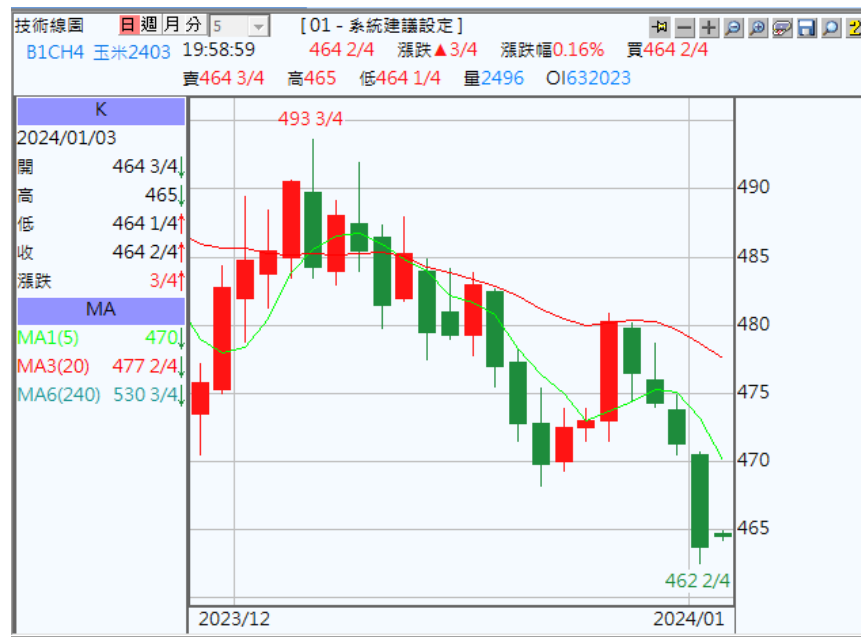 技術線圖 日 週 月 分 5 [01 - 系統建議設定]
B1CH4 玉米2403 19:58:59 464 2/4 漲跌▲3/4 漲跌幅0.16% 買464 2/4
賣464 3/4 高465 低464 1/4 量2496 OI632023
K
2024/01/03
開 464 3/4↓
高 465↓
低 464 1/4↑
收 464 2/4↑
漲跌 3/4↑
MA
MA1(5) 470↓
MA3(20) 477 2/4↓
MA6(240) 530 3/4↓
493 3/4
490
485
480
475
470
465
462 2/4
2023/12 2024/01